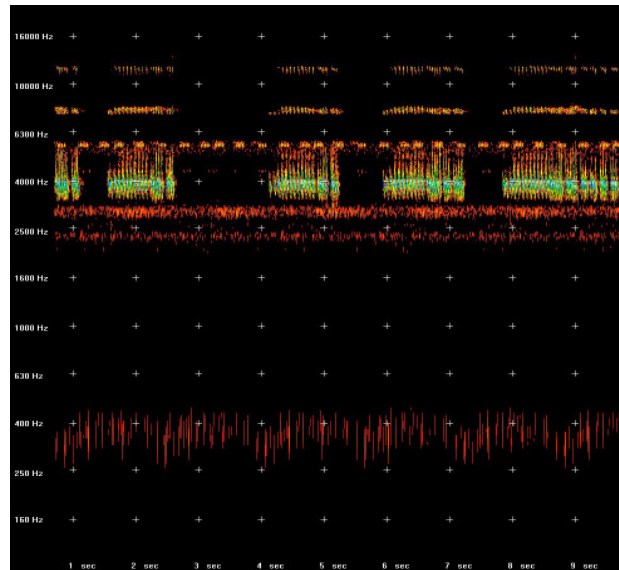 16000 Hz
10000 Hz
6300 Hz
4000 Hz
2500 Hz
1600 Hz
1000 Hz
630 Hz
400 Hz
250 Hz
160 Hz
1 sec 2 sec 3 sec 4 sec 5 sec 6 sec 7 sec 8 sec 9 sec